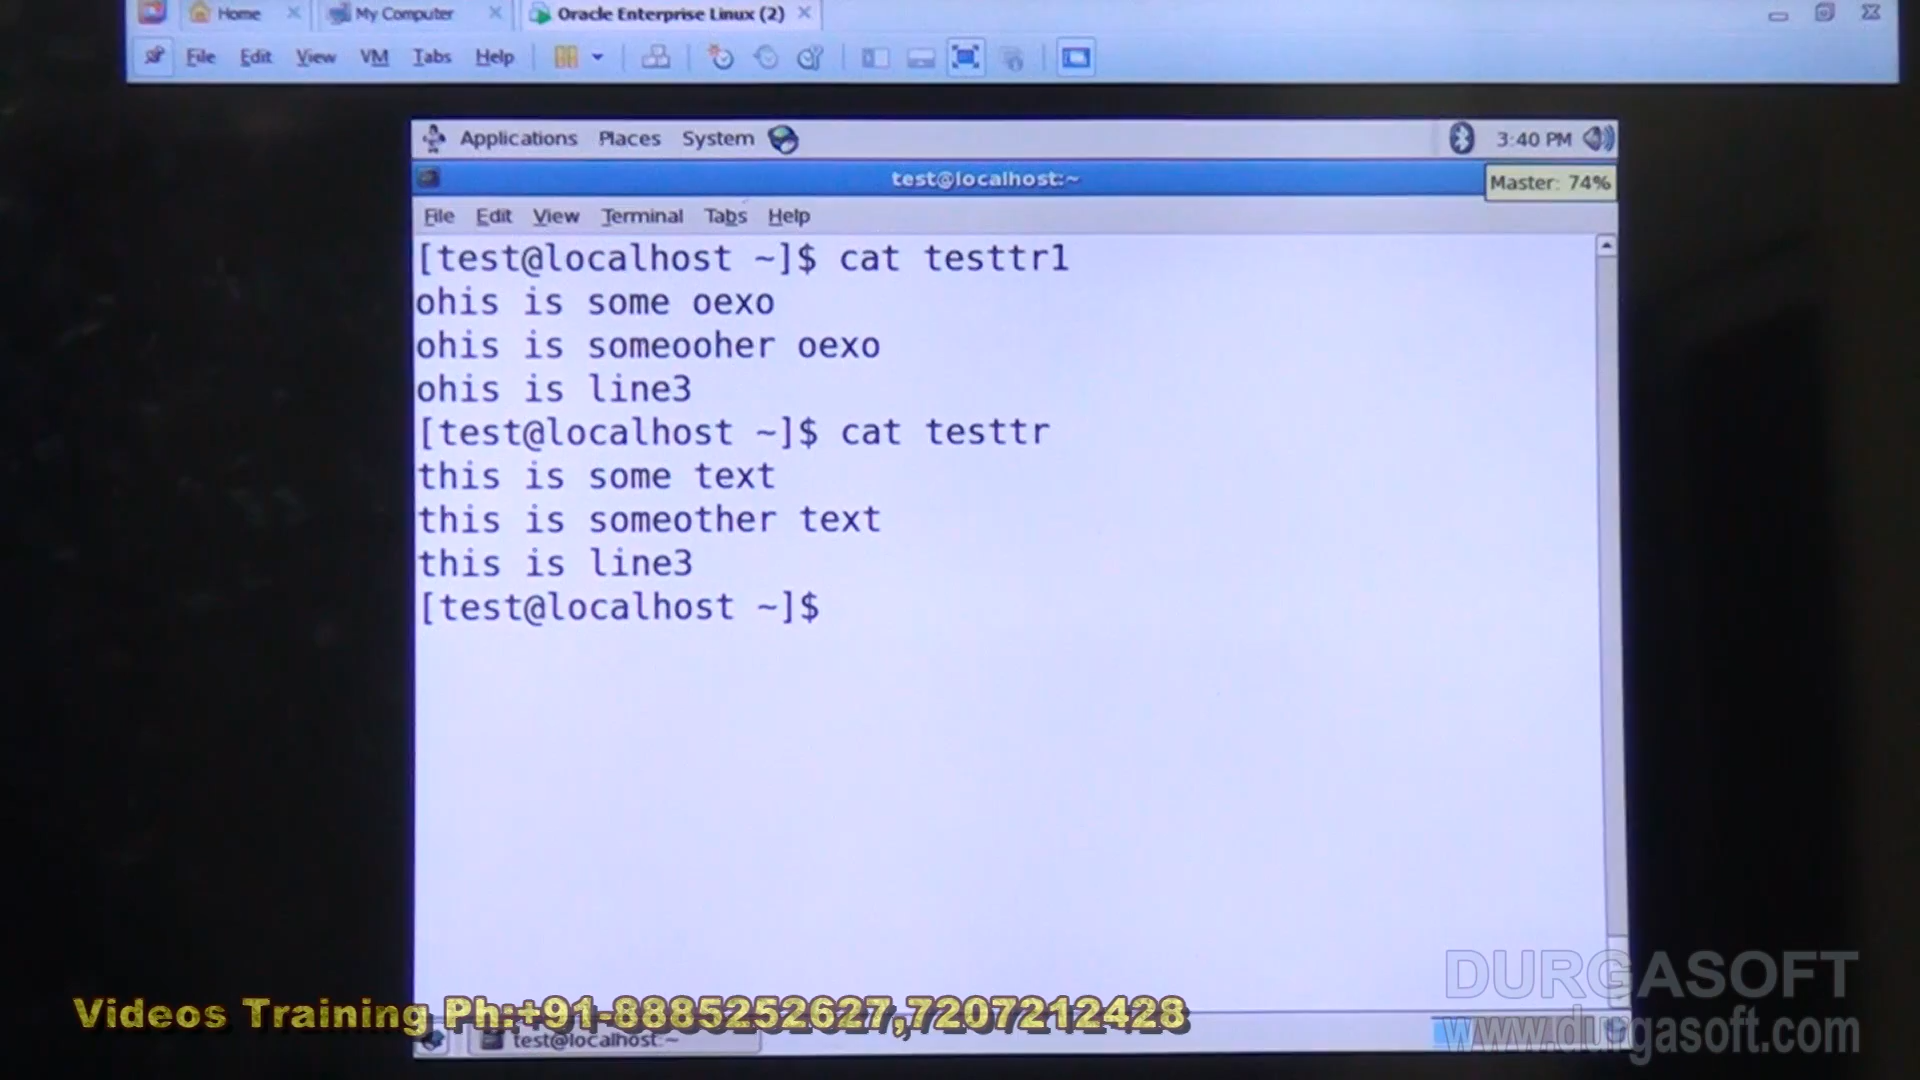 Home My Computer Oracle Enterprise Linux (2)
File Edit View VM Tabs Help
Applications Places System 3:40 PM
test@localhost:~
Master: 74%
File Edit View Terminal Tabs Help
[test@localhost ~]$ cat testtr1
ohis is some oexo
ohis is someooher oexo
ohis is line3
[test@localhost ~]$ cat testtr
this is some text
this is someother text
this is line3
[test@localhost ~]$
DURGASOFT
Videos Training Ph:+91-8885252627,7207212428
www.durgasoft.com
test@localhost:~